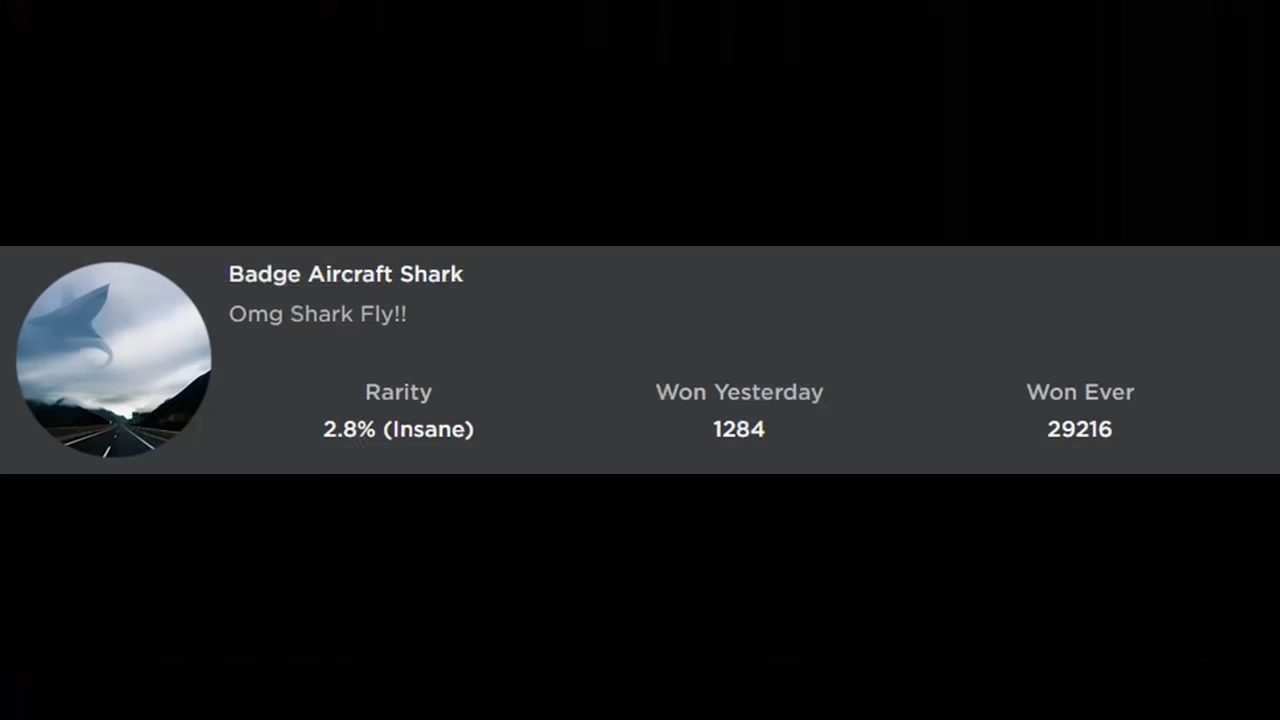 Badge Aircraft Shark
Omg Shark Fly!!
Rarity Won Yesterday Won Ever
2.8% (Insane) 1284 29216